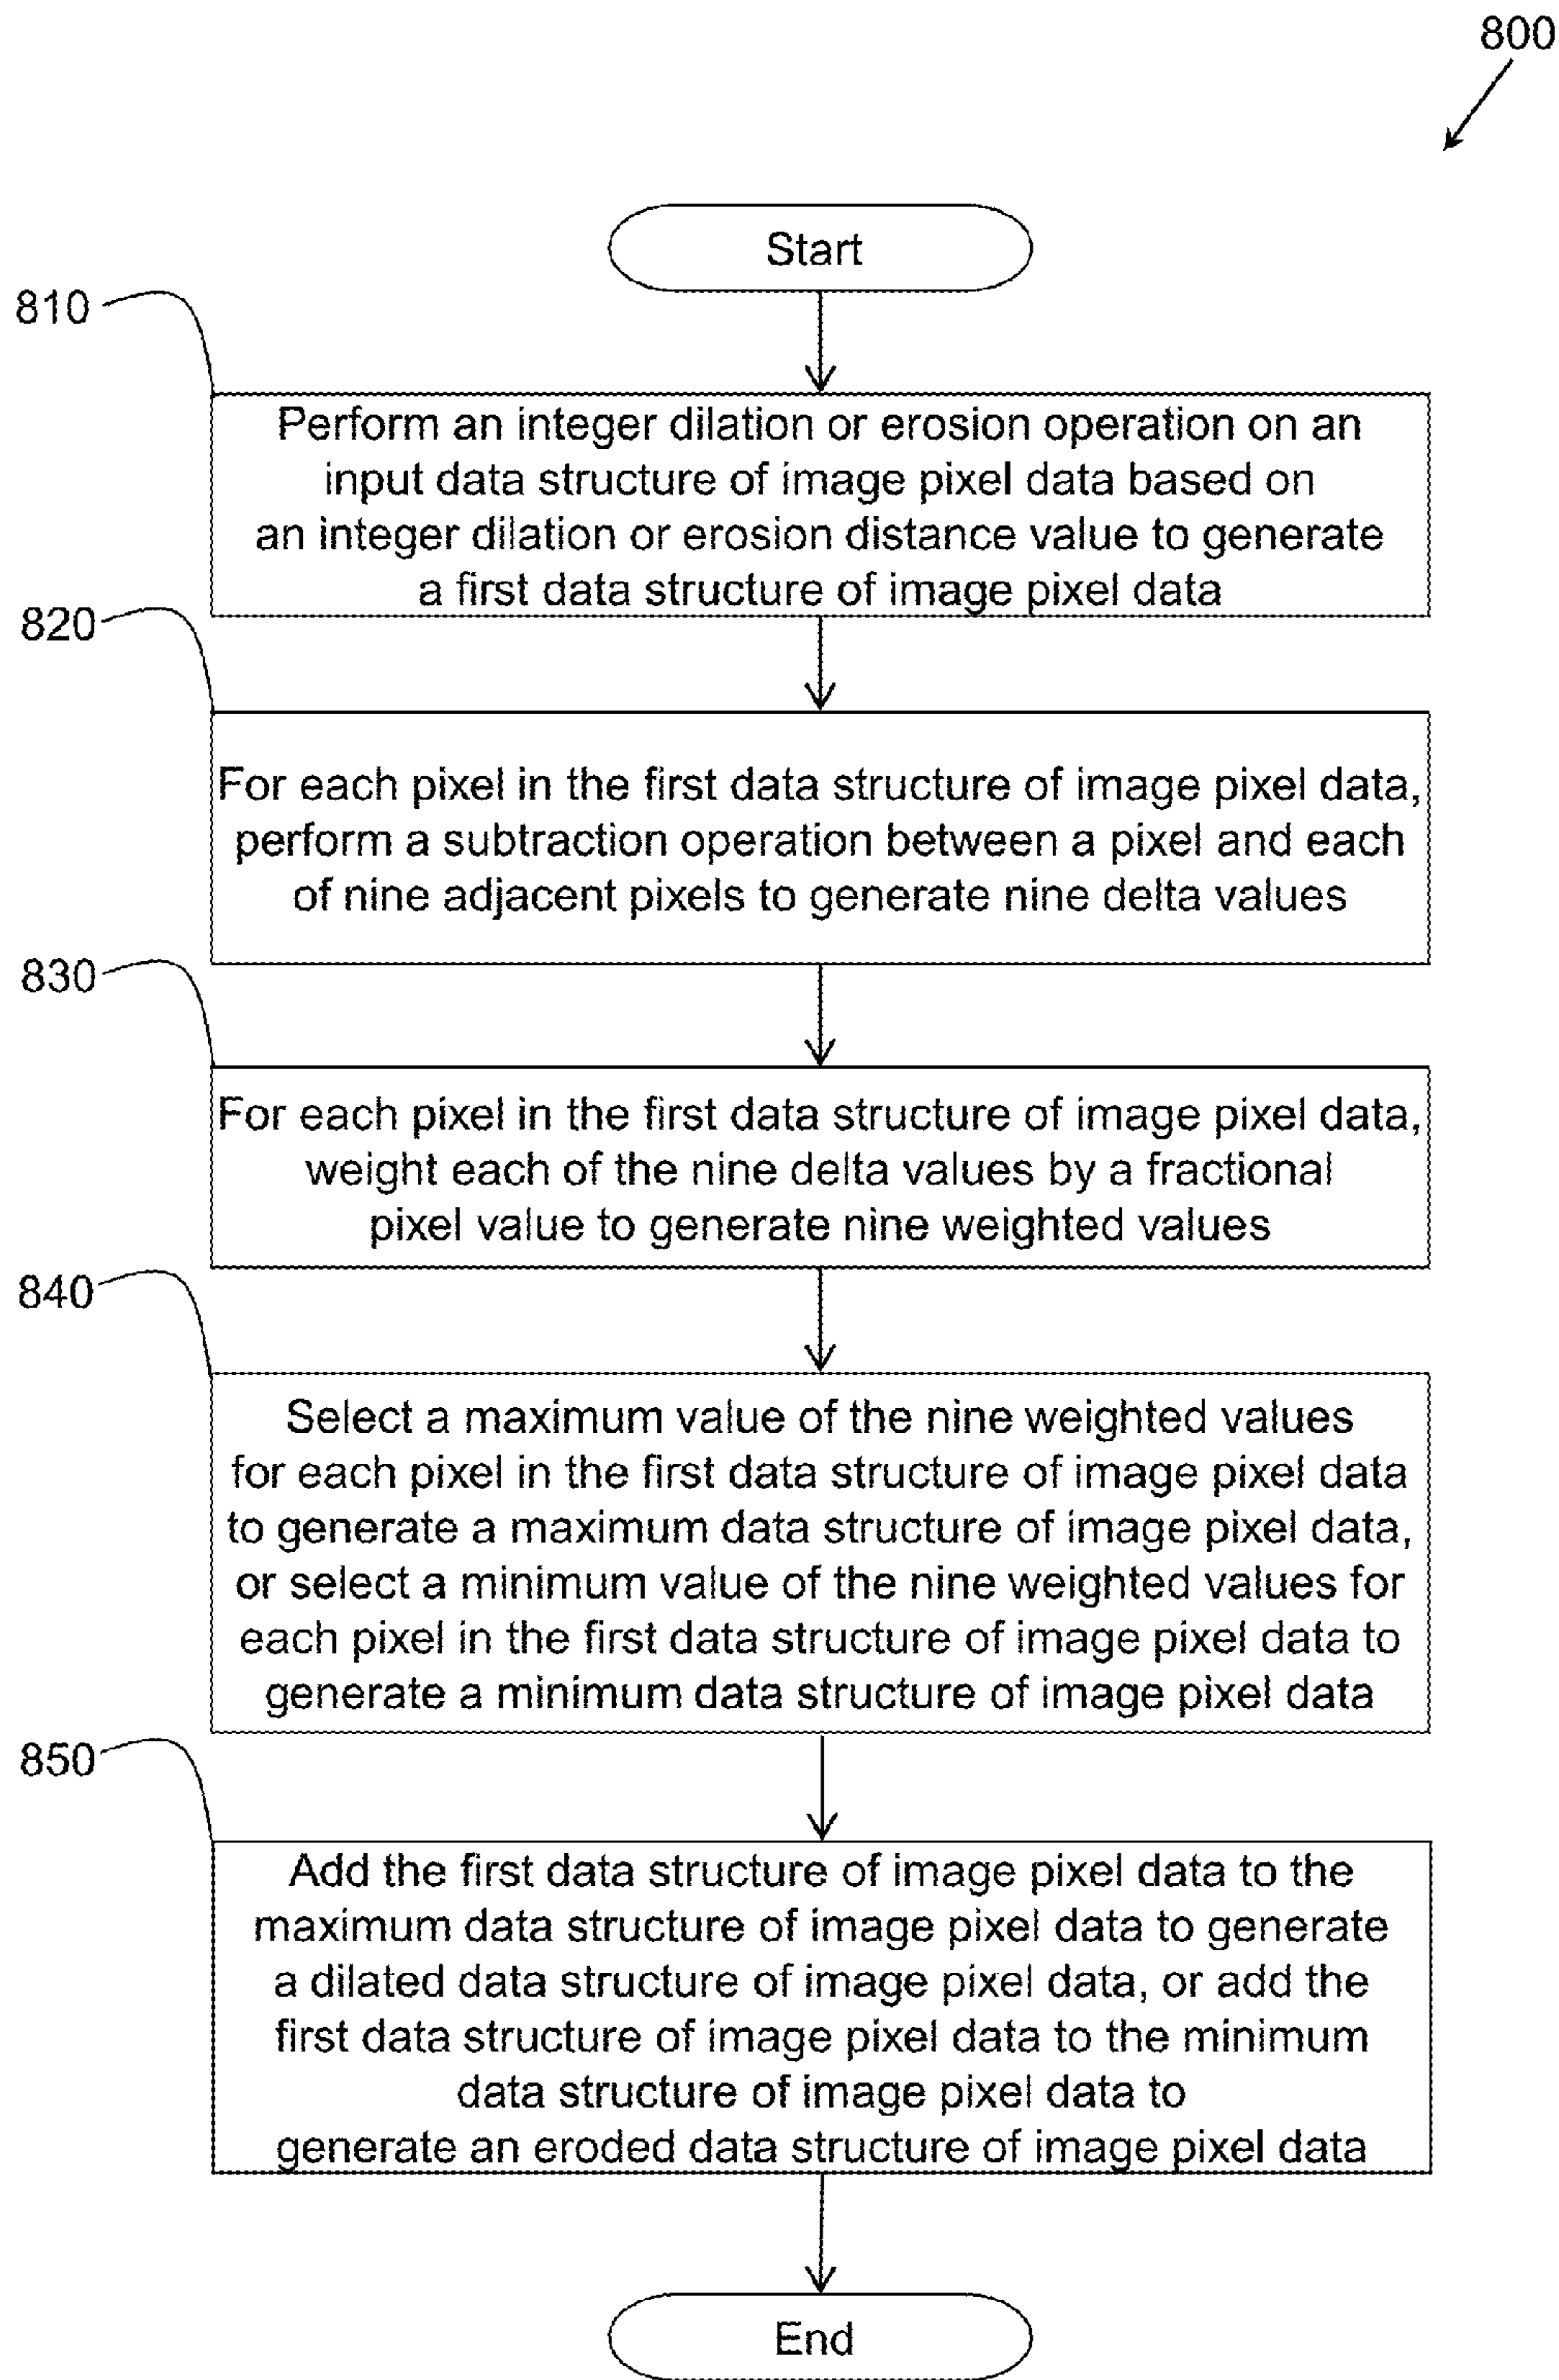 800
Start
810
Perform an integer dilation or erosion operation on an
input data structure of image pixel data based on
an integer dilation or erosion distance value to generate
a first data structure of image pixel data
820
For each pixel in the first data structure of image pixel data,
perform a subtraction operation between a pixel and each
of nine adjacent pixels to generate nine delta values
830
For each pixel in the first data structure of image pixel data,
weight each of the nine delta values by a fractional
pixel value to generate nine weighted values
840
Select a maximum value of the nine weighted values
for each pixel in the first data structure of image pixel data
to generate a maximum data structure of image pixel data,
or select a minimum value of the nine weighted values for
each pixel in the first data structure of image pixel data to
generate a minimum data structure of image pixel data
850
Add the first data structure of image pixel data to the
maximum data structure of image pixel data to generate
a dilated data structure of image pixel data, or add the
first data structure of image pixel data to the minimum
data structure of image pixel data to
generate an eroded data structure of image pixel data
End